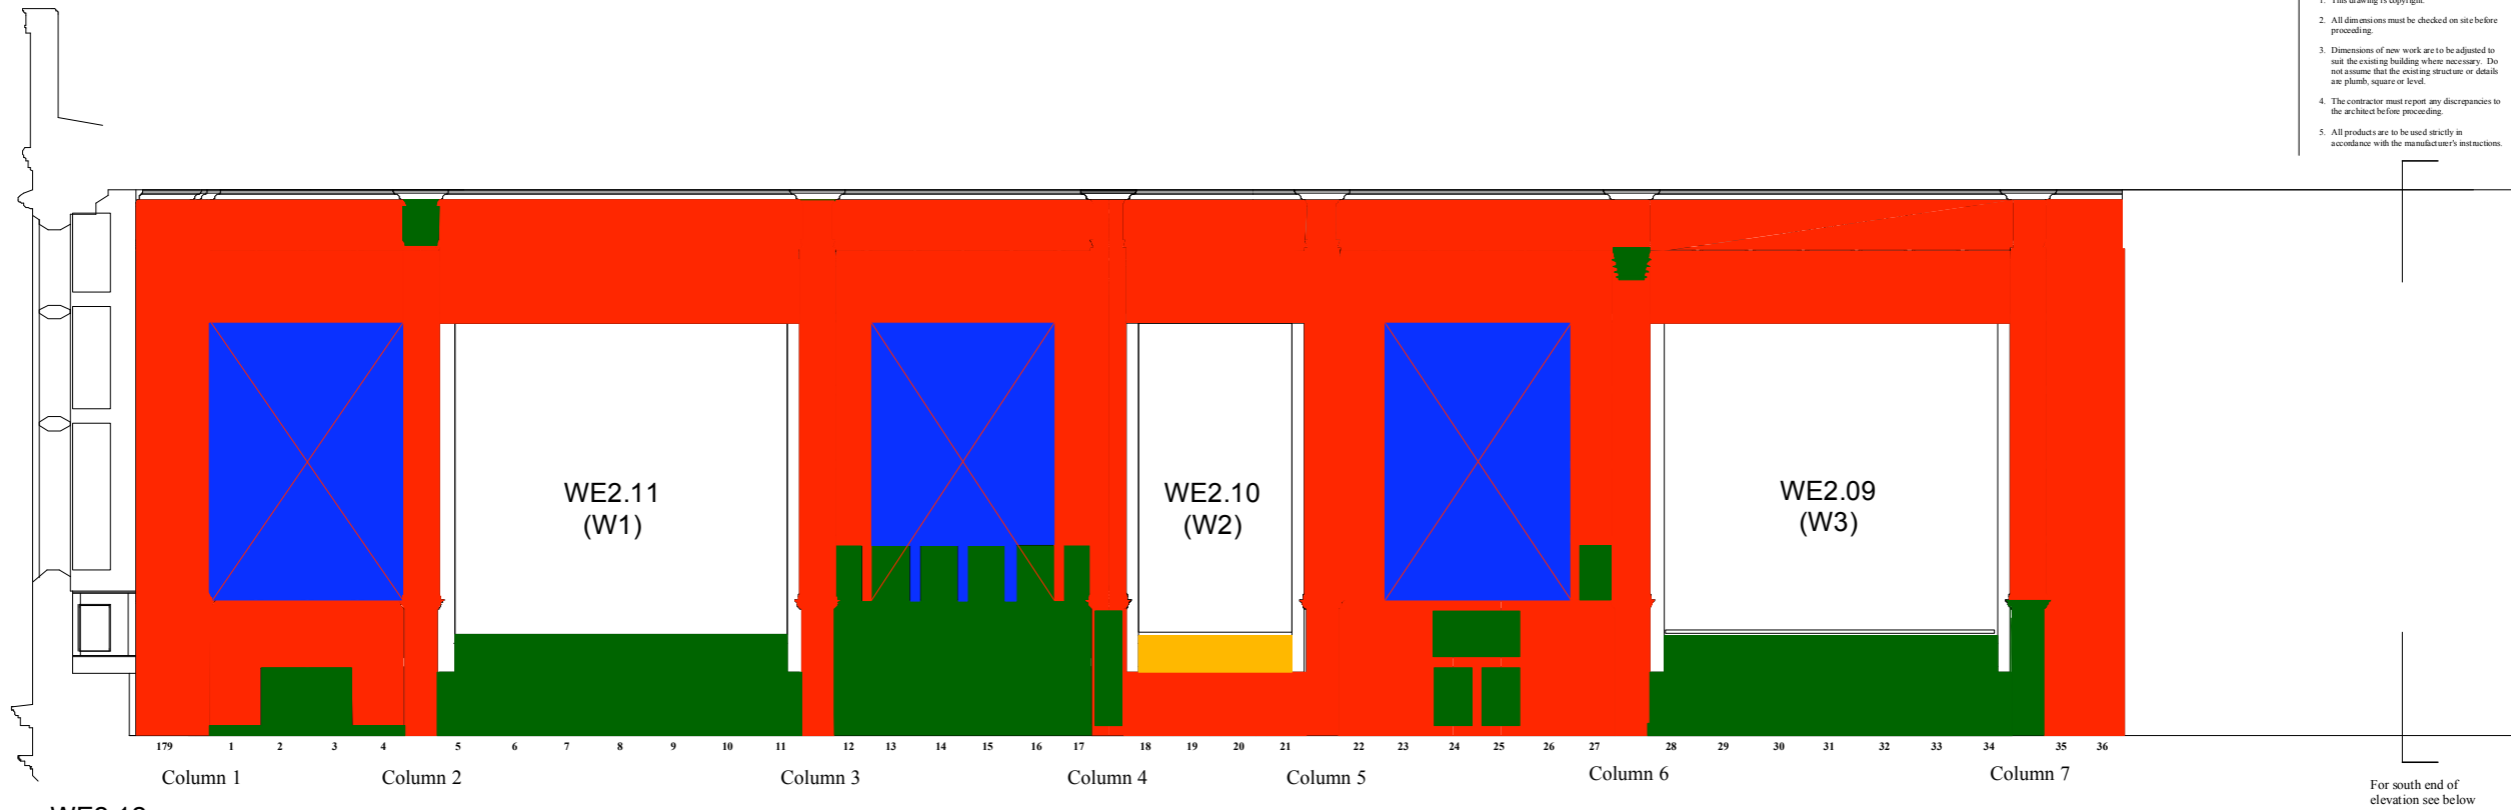 1. This drawing is copyright.
2. All dimensions must be checked on site before
proceeding.
3. Dimensions of new work are to be adjusted to
suit the existing building where necessary. Do
not assume that the existing structure or details
are plumb, square or level.
4. The contractor must report any discrepancies to
the architect before proceeding.
5. All products are to be used strictly in
accordance with the manufacturer's instructions.
WE2.11
(W1)
WE2.10
(W2)
WE2.09
(W3)
179 1 2 3 4 5 6 7 8 9 10 11 12 13 14 15 16 17 18 19 20 21 22 23 24 25 26 27 28 29 30 31 32 33 34 35 36
Column 1 Column 2 Column 3 Column 4 Column 5 Column 6 Column 7
For south end of
elevation see below